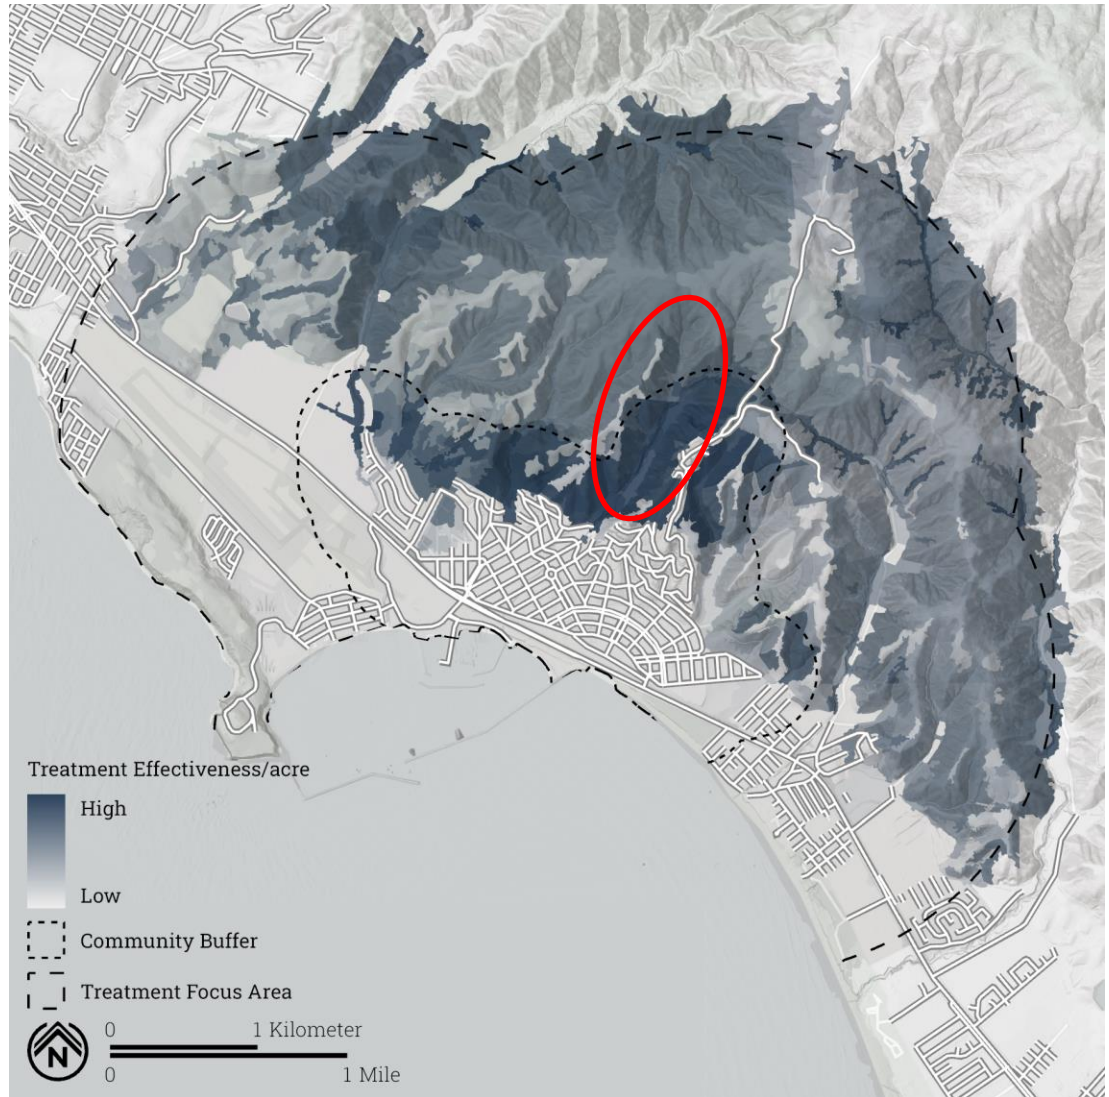 Treatment Effectiveness/acre
High
Low
Community Buffer
Treatment Focus Area
N
0 1 Kilometer
0 1 Mile